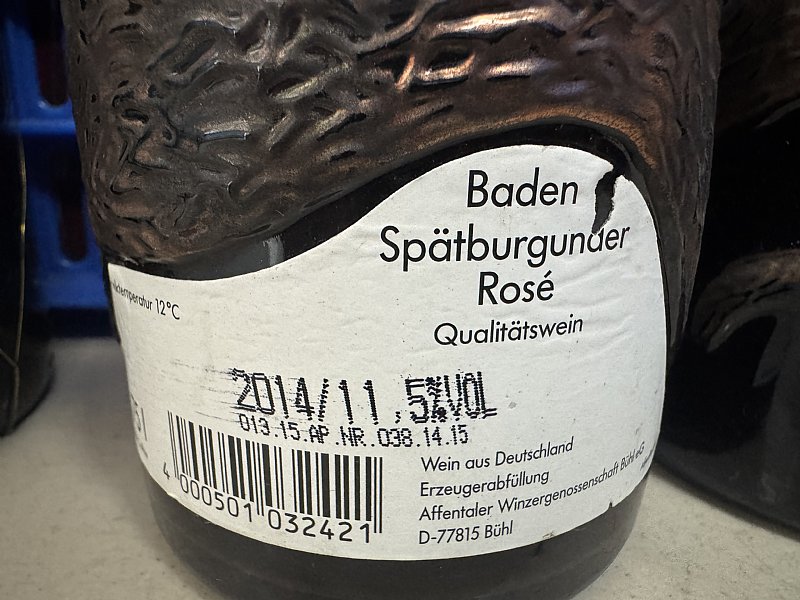 Baden
Spätburgunder
Rosé
Qualitätswein
12°C
2014/11,5%VOL
013.15.AP.NR.038.14.15
4 000501 032421
Wein aus Deutschland
Erzeugerabfüllung
Affentaler Winzergenossenschaft Bühl eG
D-77815 Bühl